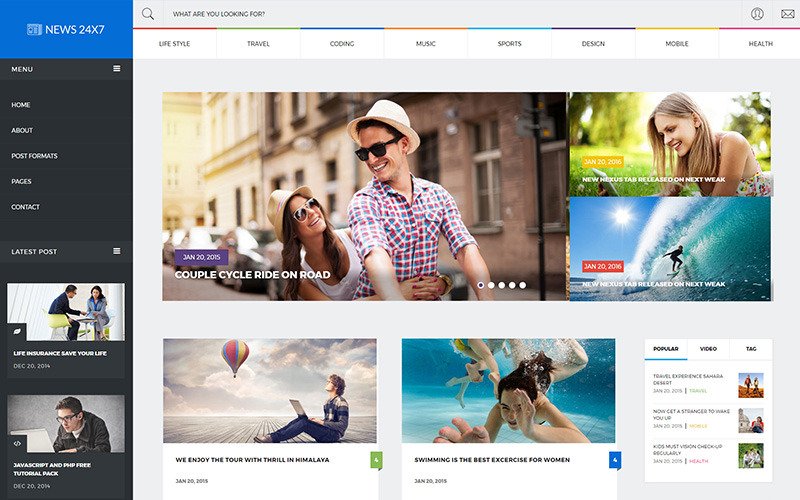 NEWS 24X7
WHAT ARE YOU LOOKING FOR?
LIFE STYLE
TRAVEL
CODING
MUSIC
SPORTS
DESIGN
MOBILE
HEALTH
MENU
HOME
ABOUT
POST FORMATS
PAGES
CONTACT
LATEST POST
LIFE INSURANCE SAVE YOUR LIFE
DEC 20, 2014
JAVASCRIPT AND PHP FREE
TUTORIAL PACK
DEC 20, 2014
JAN 20, 2015
COUPLE CYCLE RIDE ON ROAD
JAN 20, 2015
NEW NEXUS TAB RELEASED ON NEXT WEAK
JAN 20, 2016
NEW NEXUS TAB RELEASED ON NEXT WEAK
WE ENJOY THE TOUR WITH THRILL IN HIMALAYA
4
JAN 20, 2015
SWIMMING IS THE BEST EXCERCISE FOR WOMEN
4
JAN 20, 2015
POPULAR
VIDEO
TAG
TRAVEL EXPERIENCE SAHARA
DESERT
JAN 20, 2015 | TRAVEL
NOW GET A STRANGER TO WAKE
YOU UP
JAN 20, 2015 | MOBILE
KIDS MUST VISION CHECK-UP
REGULARLY
JAN 20, 2015 | HEALTH